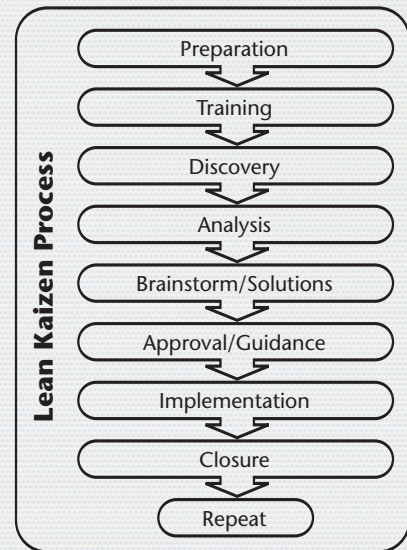 Lean Kaizen Process
Preparation
Training
Discovery
Analysis
Brainstorm/Solutions
Approval/Guidance
Implementation
Closure
Repeat